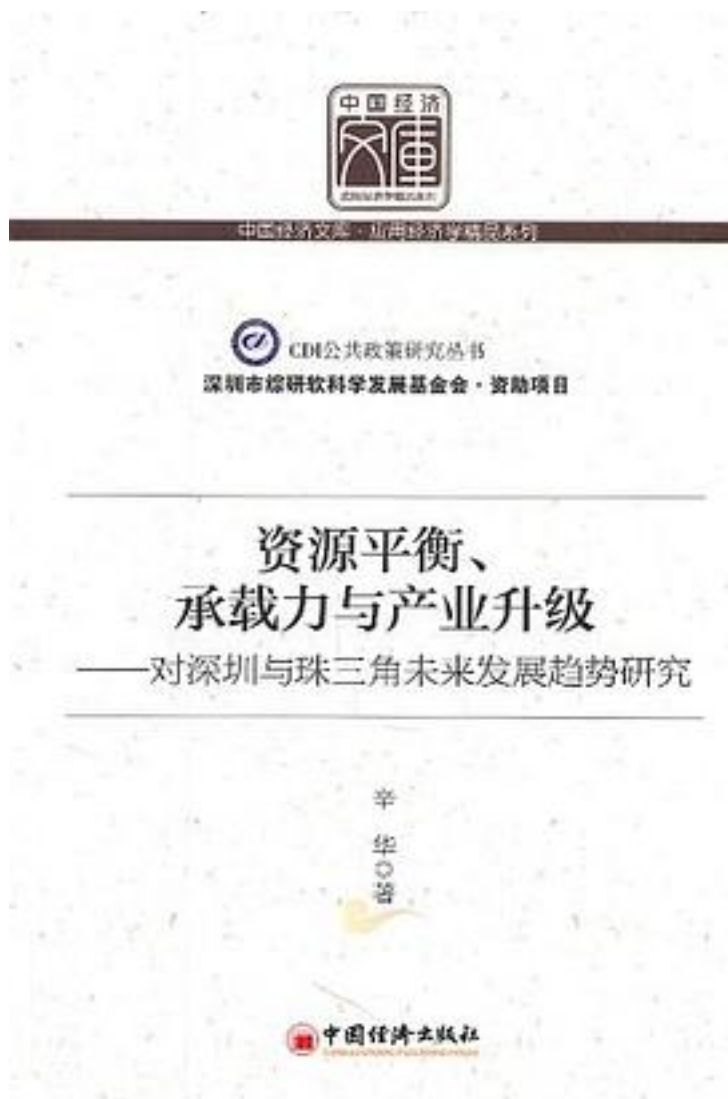 中国经济
文库
中国经济文库·应用经济学精品系列
CDI公共政策研究丛书
深圳市综研软科学发展基金会·资助项目
资源平衡、
承载力与产业升级
——对深圳与珠三角未来发展趋势研究
辛华◎著
中国经济出版社